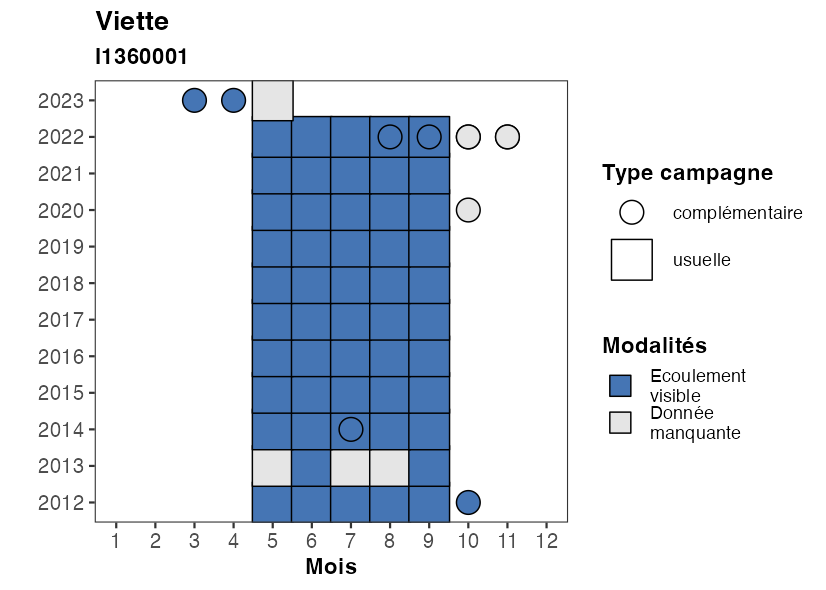 Viette
I1360001
2023
2022
2021
2020
2019
2018
2017
2016
2015
2014
2013
2012
1 2 3 4 5 6 7 8 9 10 11 12
Mois
Type campagne
complémentaire
usuelle
Modalités
Ecoulement
visible
Donnée
manquante